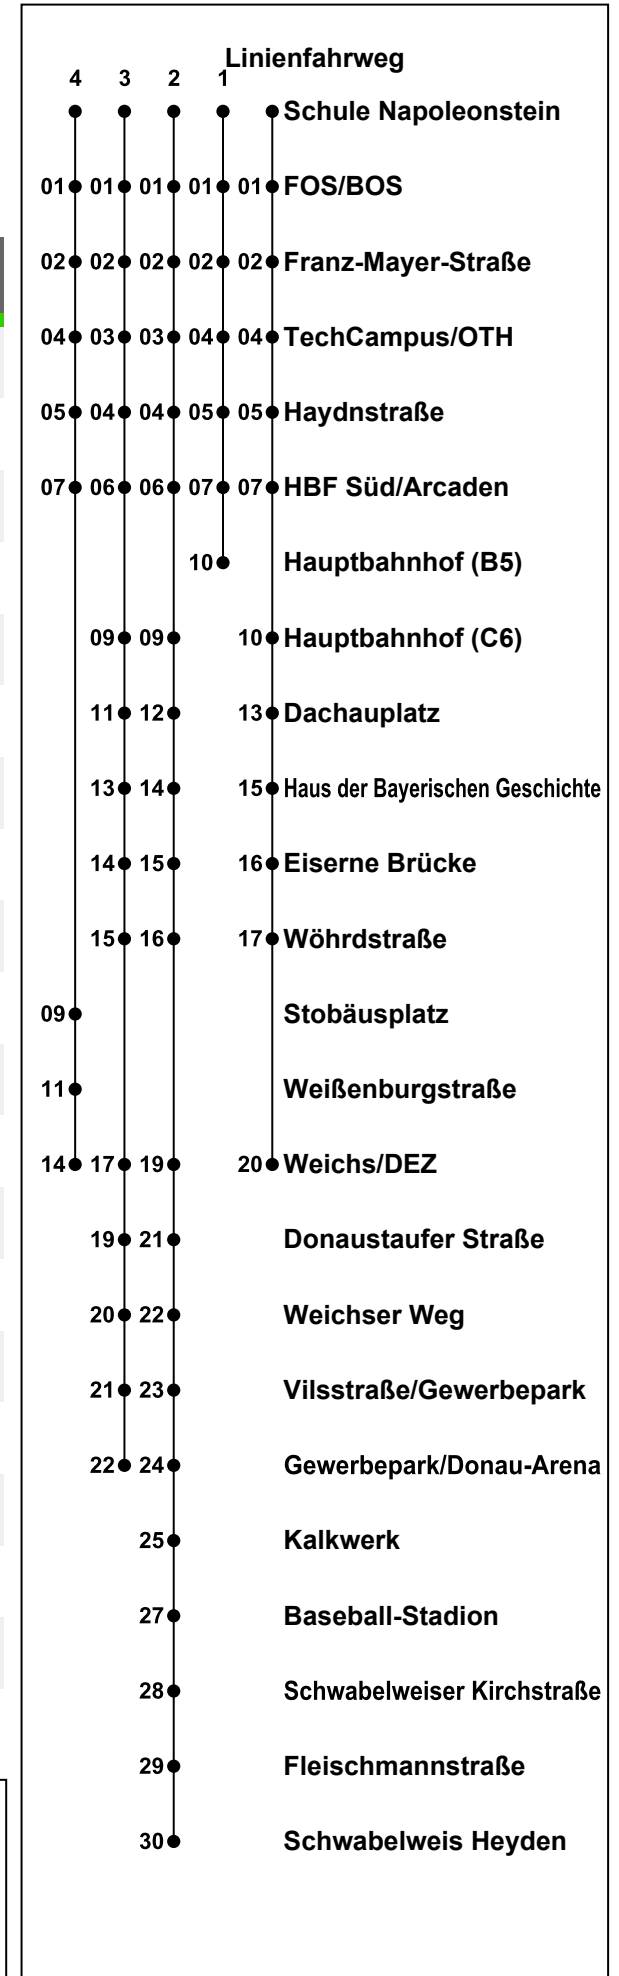 Linienfahrweg
4 3 2 1
Schule Napoleonstein
01 01 01 01 01 FOS/BOS
02 02 02 02 02 Franz-Mayer-Straße
04 03 03 04 04 TechCampus/OTH
05 04 04 05 05 Haydnstraße
07 06 06 07 07 HBF Süd/Arcaden
10 Hauptbahnhof (B5)
09 09 10 Hauptbahnhof (C6)
11 12 13 Dachauplatz
13 14 15 Haus der Bayerischen Geschichte
14 15 16 Eiserne Brücke
15 16 17 Wöhrdstraße
09 Stobäusplatz
11 Weißenburgstraße
14 17 19 20 Weichs/DEZ
19 21 Donaustaufer Straße
20 22 Weichser Weg
21 23 Vilsstraße/Gewerbepark
22 24 Gewerbepark/Donau-Arena
25 Kalkwerk
27 Baseball-Stadion
28 Schwabelweiser Kirchstraße
29 Fleischmannstraße
30 Schwabelweis Heyden